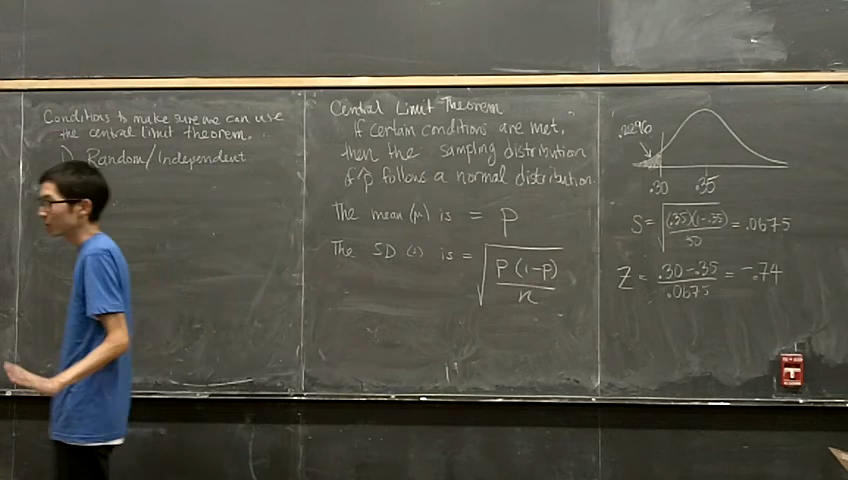 Conditions to make sure we can use
the central limit theorem.
1) Random/Independent
Central Limit Theorem
If certain conditions are met,
then the sampling distribution
of p̂ follows a normal distribution.
The mean (μ) is = p
The SD (s) is = √(P(1-P)/n)
.2296
.30 .35
S = √((.35)(1-.35)/50) = .0675
Z = (.30-.35)/.0675 = -.74